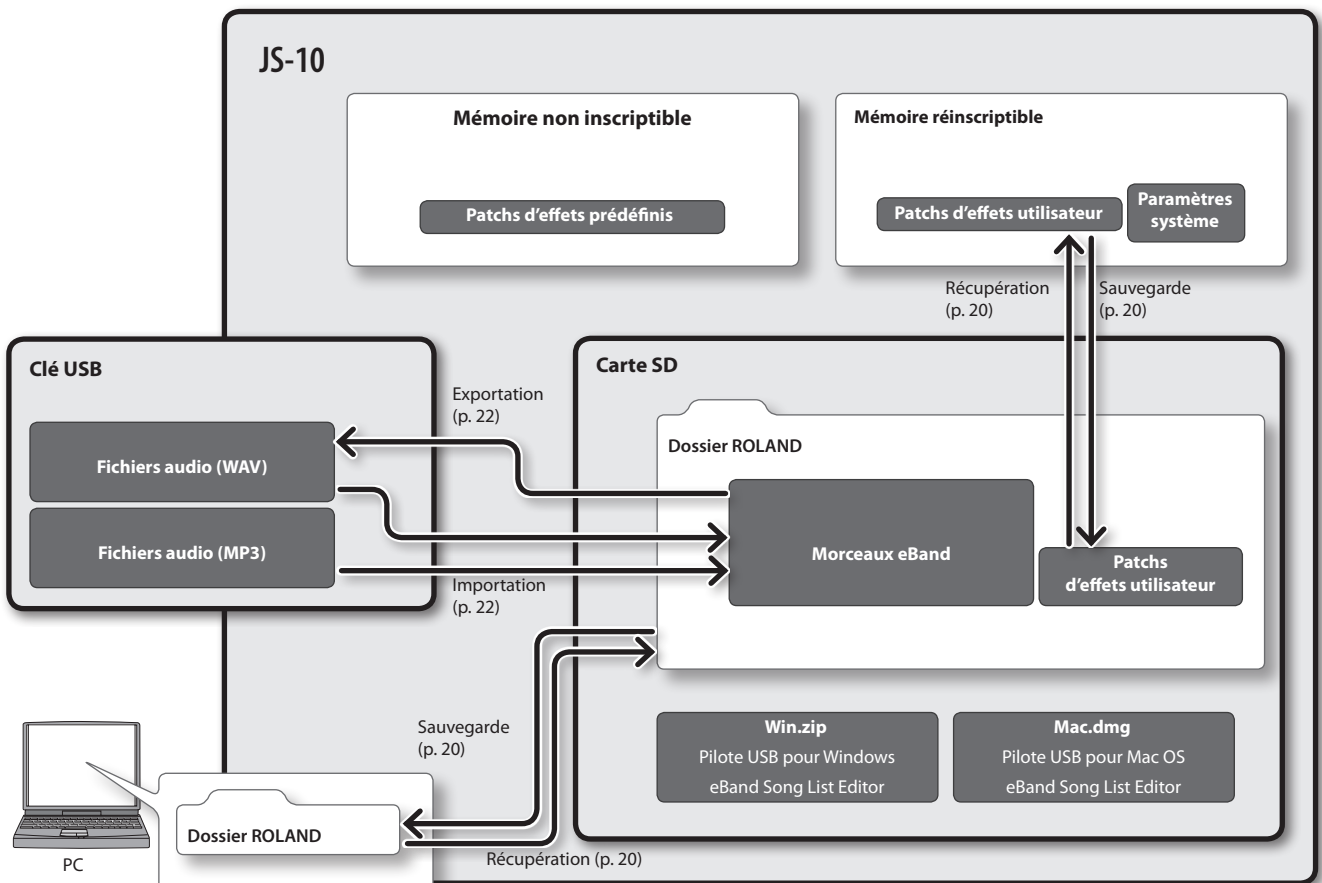 JS-10
Mémoire non inscriptible
Patchs d'effets prédéfinis
Mémoire réinscriptible
Patchs d'effets utilisateur
Paramètres
système
Récupération
(p. 20)
Sauvegarde
(p. 20)
Clé USB
Fichiers audio (WAV)
Fichiers audio (MP3)
Exportation
(p. 22)
Importation
(p. 22)
Carte SD
Dossier ROLAND
Morceaux eBand
Patchs
d'effets utilisateur
Win.zip
Pilote USB pour Windows
eBand Song List Editor
Mac.dmg
Pilote USB pour Mac OS
eBand Song List Editor
Sauvegarde
(p. 20)
Dossier ROLAND
Récupération (p. 20)
PC